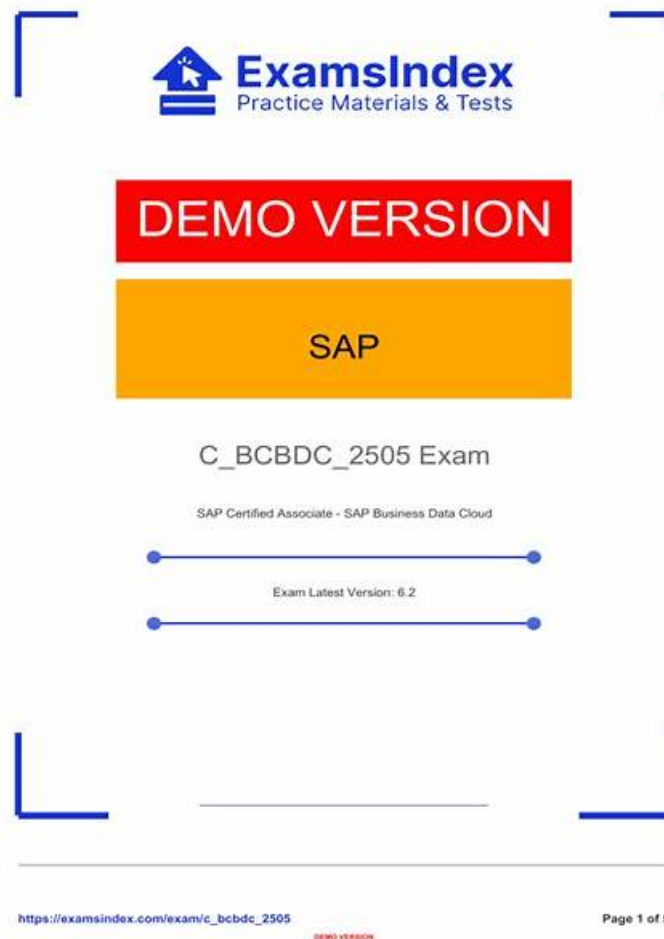 ExamsIndex
Practice Materials & Tests
DEMO VERSION
SAP
C_BCBDC_2505 Exam
SAP Certified Associate - SAP Business Data Cloud
Exam Latest Version: 6.2
https://examsindex.com/exam/c_bcbdc_2505
Page 1 of
DEMO VERSION